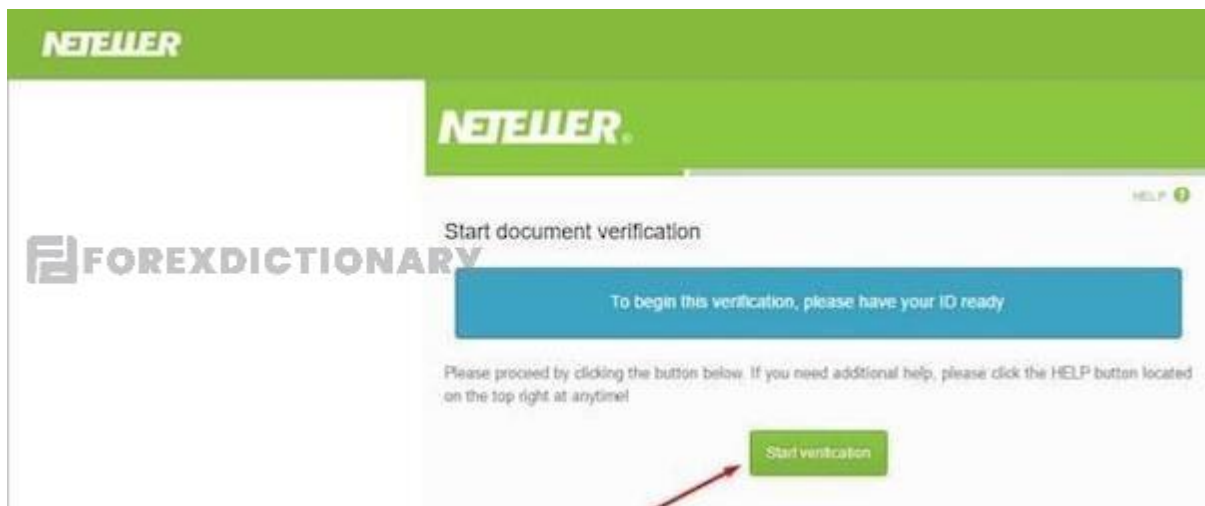 NETELLER
NETELLER®
HELP ?
Start document verification
FOREXDICTIONARY
To begin this verification, please have your ID ready
Please proceed by clicking the button below. If you need addtional help, please click the HELP button located
on the top right at anytime!
Start verification